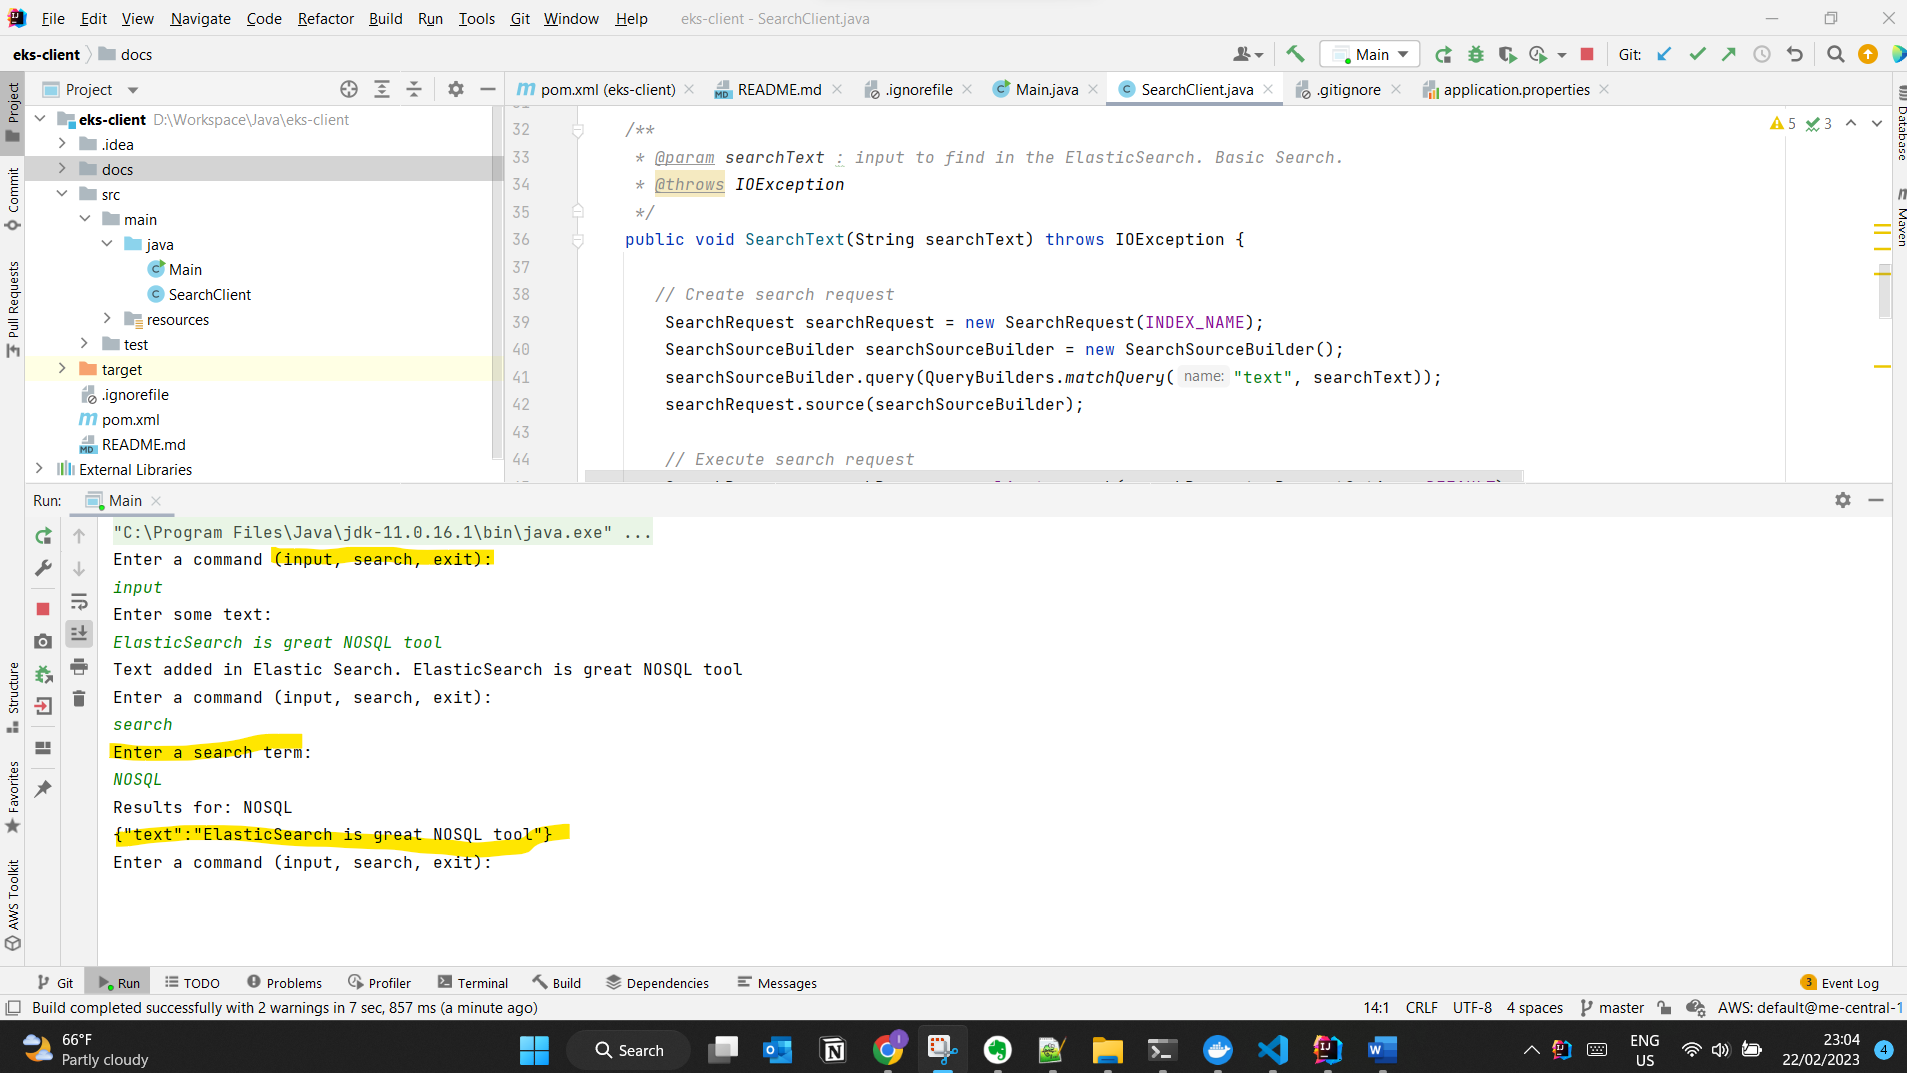 File Edit View Navigate Code Refactor Build Run Tools Git Window Help eks-client - SearchClient.java
eks-client docs Main Git:
Project
pom.xml (eks-client) README.md .ignorefile Main.java SearchClient.java .gitignore application.properties
eks-client D:\Workspace\Java\eks-client
.idea
docs
src
main
java
Main
SearchClient
resources
test
target
.ignorefile
pom.xml
README.md
External Libraries
5 3
32 /**
33 * @param searchText : input to find in the ElasticSearch. Basic Search.
34 * @throws IOException
35 */
36 public void SearchText(String searchText) throws IOException {
37
38 // Create search request
39 SearchRequest searchRequest = new SearchRequest(INDEX_NAME);
40 SearchSourceBuilder searchSourceBuilder = new SearchSourceBuilder();
41 searchSourceBuilder.query(QueryBuilders.matchQuery( name: "text", searchText));
42 searchRequest.source(searchSourceBuilder);
43
44 // Execute search request
Project
Commit
Pull Requests
Structure
Favorites
AWS Toolkit
Database
Maven
Run: Main
"C:\Program Files\Java\jdk-11.0.16.1\bin\java.exe" ...
Enter a command (input, search, exit):
input
Enter some text:
ElasticSearch is great NOSQL tool
Text added in Elastic Search. ElasticSearch is great NOSQL tool
Enter a command (input, search, exit):
search
Enter a search term:
NOSQL
Results for: NOSQL
{"text":"ElasticSearch is great NOSQL tool"}
Enter a command (input, search, exit):
Git Run TODO Problems Profiler Terminal Build Dependencies Messages 3 Event Log
Build completed successfully with 2 warnings in 7 sec, 857 ms (a minute ago) 14:1 CRLF UTF-8 4 spaces master AWS: default@me-central-1
66°F
Partly cloudy
Search
ENG
US
23:04
22/02/2023
4